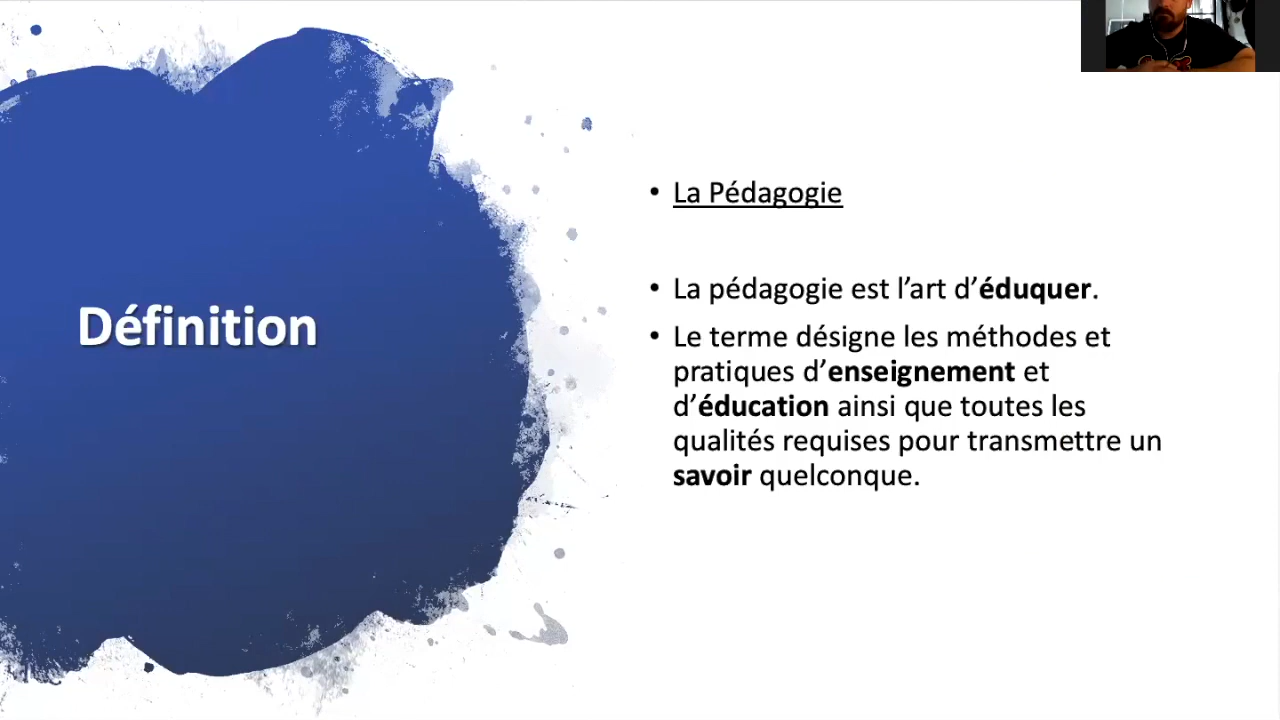 Définition
• La Pédagogie
• La pédagogie est l’art d’éduquer.
• Le terme désigne les méthodes et
pratiques d’enseignement et
d’éducation ainsi que toutes les
qualités requises pour transmettre un
savoir quelconque.